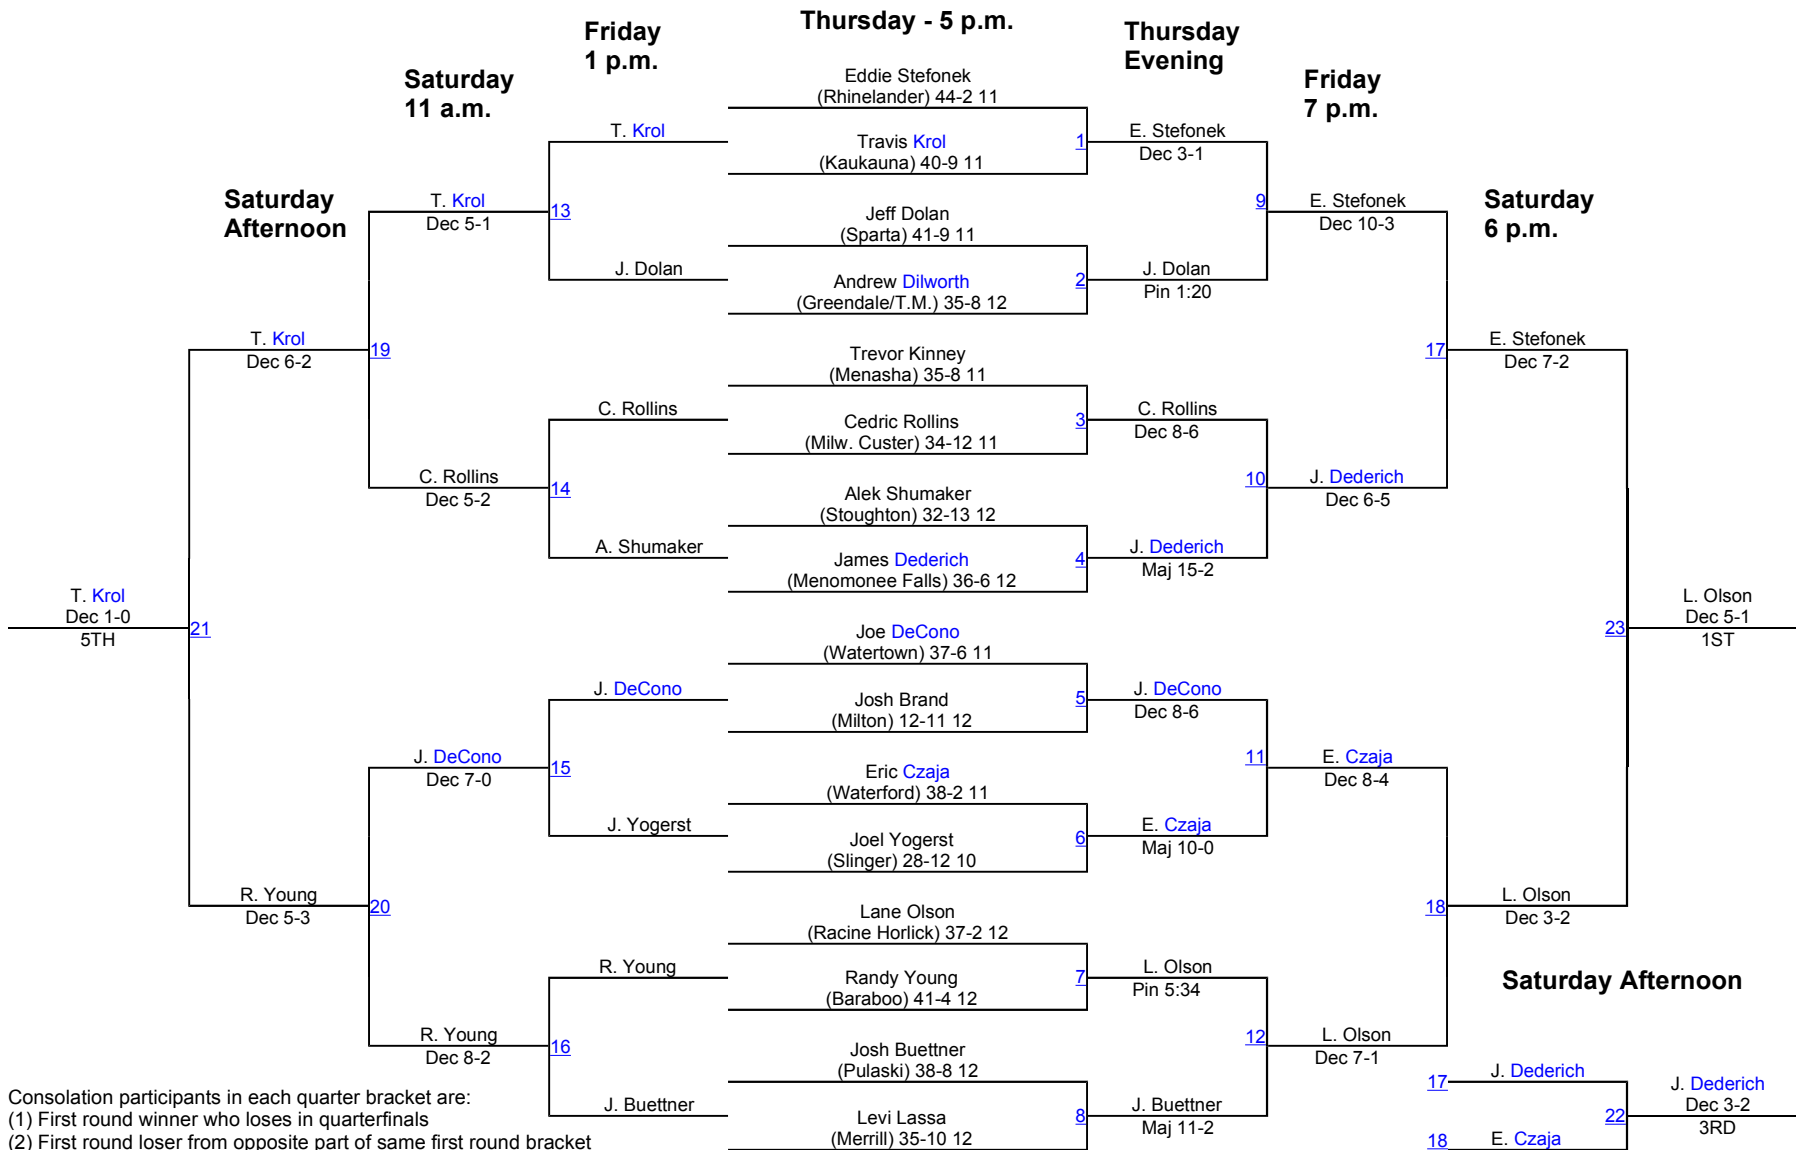 Thursday - 5 p.m.
Friday
1 p.m.
Thursday
Evening
Saturday
11 a.m.
Friday
7 p.m.
Saturday
Afternoon
Saturday
6 p.m.
Eddie Stefonek
(Rhinelander) 44-2 11
T. Krol
Travis Krol
(Kaukauna) 40-9 11
1
E. Stefonek
Dec 3-1
T. Krol
Dec 5-1
13
Jeff Dolan
(Sparta) 41-9 11
9
E. Stefonek
Dec 10-3
J. Dolan
Andrew Dilworth
(Greendale/T.M.) 35-8 12
2
J. Dolan
Pin 1:20
T. Krol
Dec 6-2
19
Trevor Kinney
(Menasha) 35-8 11
17
E. Stefonek
Dec 7-2
C. Rollins
Cedric Rollins
(Milw. Custer) 34-12 11
3
C. Rollins
Dec 8-6
C. Rollins
Dec 5-2
14
Alek Shumaker
(Stoughton) 32-13 12
10
J. Dederich
Dec 6-5
A. Shumaker
James Dederich
(Menomonee Falls) 36-6 12
4
J. Dederich
Maj 15-2
T. Krol
Dec 1-0
5TH
21
Joe DeCono
(Watertown) 37-6 11
23
L. Olson
Dec 5-1
1ST
J. DeCono
Josh Brand
(Milton) 12-11 12
5
J. DeCono
Dec 8-6
J. DeCono
Dec 7-0
15
Eric Czaja
(Waterford) 38-2 11
11
E. Czaja
Dec 8-4
J. Yogerst
Joel Yogerst
(Slinger) 28-12 10
6
E. Czaja
Maj 10-0
R. Young
Dec 5-3
20
Lane Olson
(Racine Horlick) 37-2 12
18
L. Olson
Dec 3-2
R. Young
Randy Young
(Baraboo) 41-4 12
7
L. Olson
Pin 5:34
Saturday Afternoon
R. Young
Dec 8-2
16
Josh Buettner
(Pulaski) 38-8 12
12
L. Olson
Dec 7-1
J. Buettner
Levi Lassa
(Merrill) 35-10 12
8
J. Buettner
Maj 11-2
17
J. Dederich
22
J. Dederich
Dec 3-2
3RD
18
E. Czaja
Consolation participants in each quarter bracket are:
(1) First round winner who loses in quarterfinals
(2) First round loser from opposite part of same first round bracket